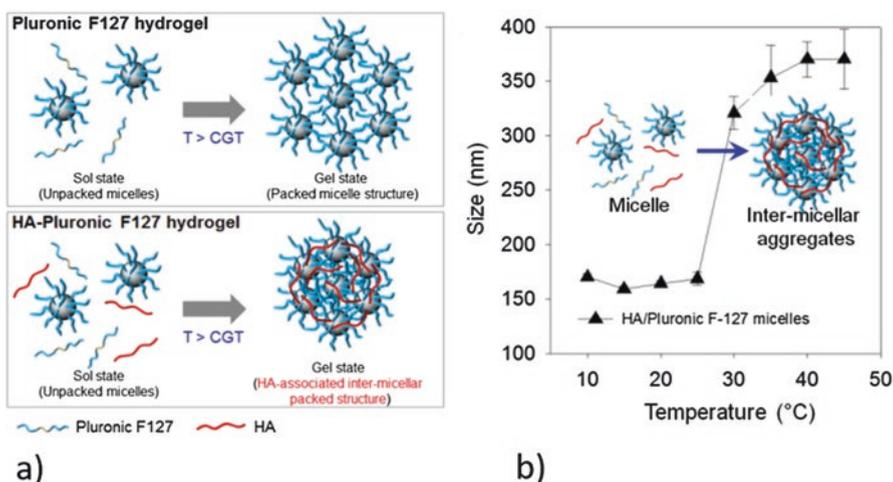 Pluronic F127 hydrogel
T > CGT
Sol state
(Unpacked micelles)
Gel state
(Packed micelle structure)
HA-Pluronic F127 hydrogel
T > CGT
Sol state
(Unpacked micelles)
Gel state
(HA-associated inter-micellar
packed structure)
Pluronic F127
HA
a)
400
350
300
250
200
150
100
Size (nm)
Micelle
Inter-micellar
aggregates
HA/Pluronic F-127 micelles
10 20 30 40 50
Temperature (°C)
b)